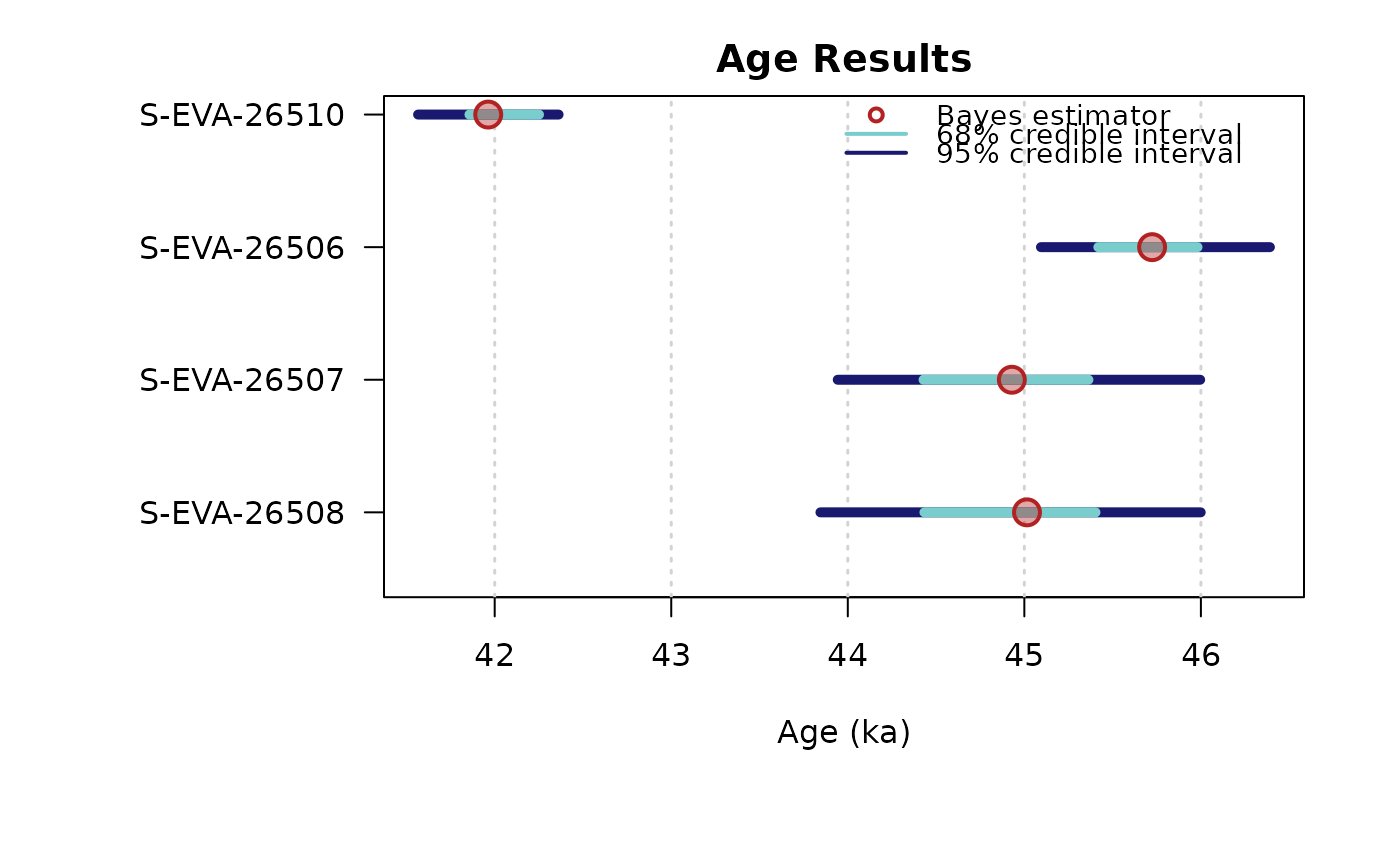 Age Results
S-EVA-26510
Bayes estimator
68% credible interval
95% credible interval
S-EVA-26506
S-EVA-26507
S-EVA-26508
42 43 44 45 46
Age (ka)